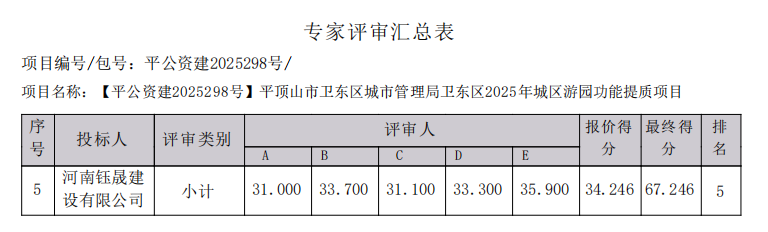 专家评审汇总表
项目编号/包号：平公资建2025298号/
项目名称：【平公资建2025298号】平顶山市卫东区城市管理局卫东区2025年城区游园功能提质项目
序号 投标人 评审类别 评审人 报价得分 最终得分 排名
A B C D E
5 河南钰晟建设有限公司 小计 31.000 33.700 31.100 33.300 35.900 34.246 67.246 5